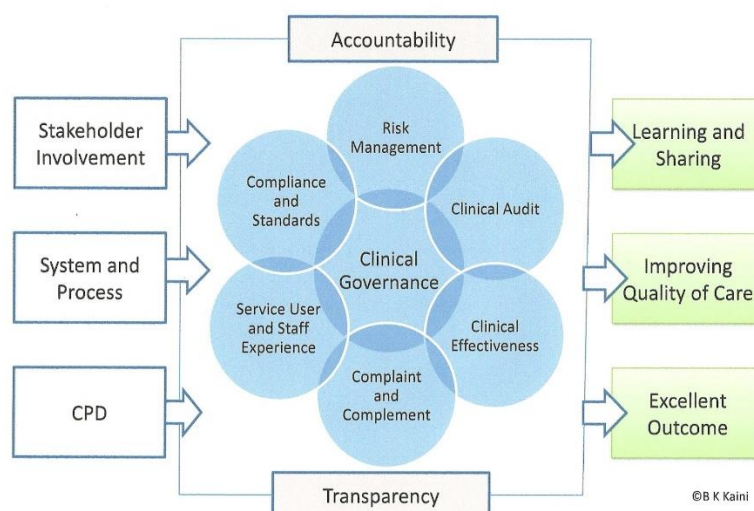 Accountability
Stakeholder
Involvement
System and
Process
CPD
Risk
Management
Compliance
and
Standards
Clinical Audit
Clinical
Governance
Service User
and Staff
Experience
Clinical
Effectiveness
Complaint
and
Complement
Learning and
Sharing
Improving
Quality of Care
Excellent
Outcome
Transparency
©B K Kaini